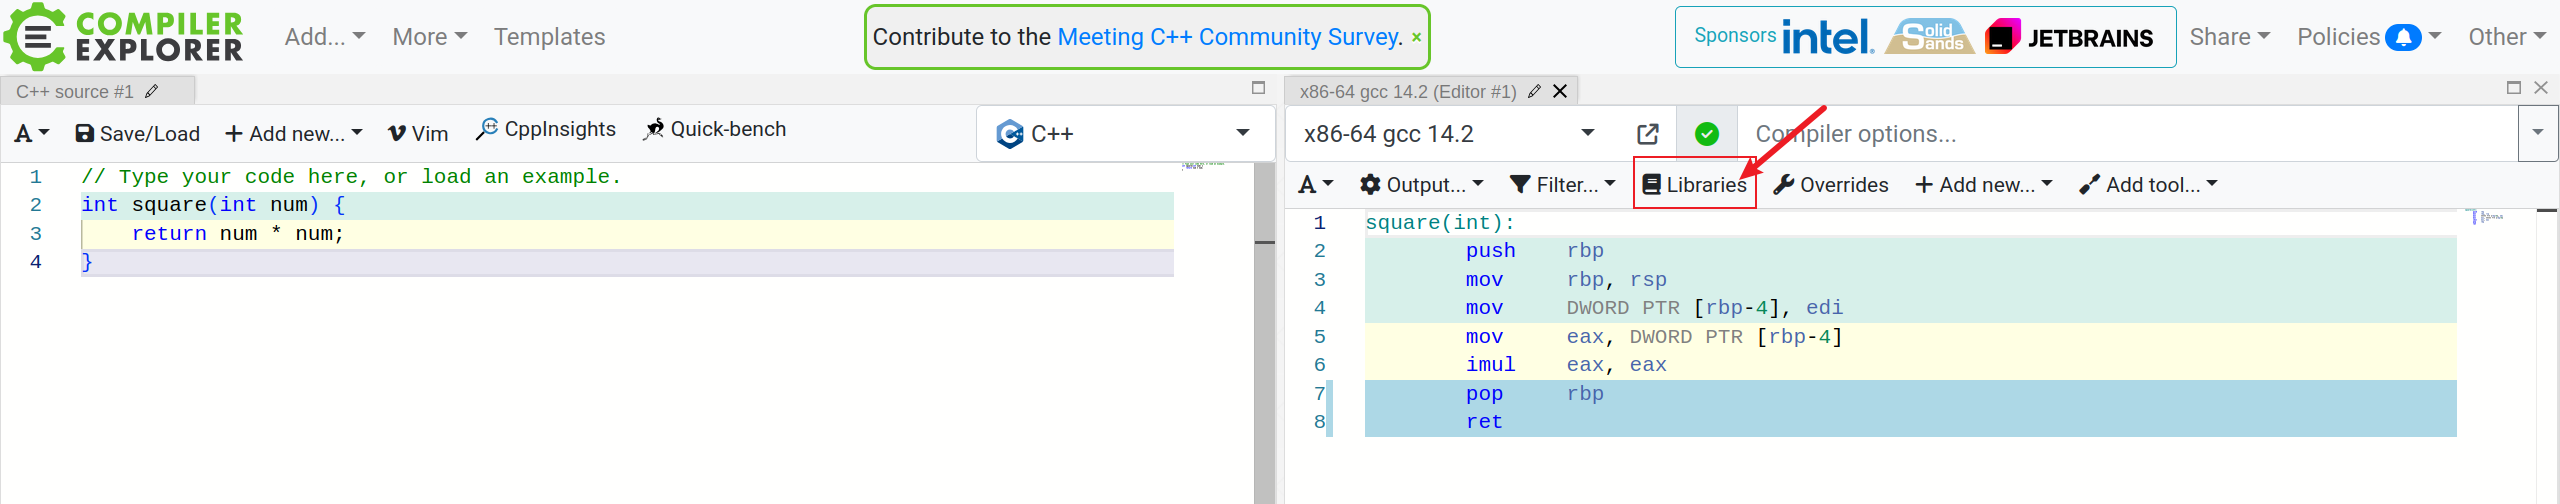 COMPILER
EXPLORER
Add...
More
Templates
Contribute to the Meeting C++ Community Survey. ×
Sponsors intel. Solid Sands JETBRAINS
Share
Policies
Other
C++ source #1
A
Save/Load
+ Add new...
Vim
CppInsights
Quick-bench
C++
1 // Type your code here, or load an example.
2 int square(int num) {
3 return num * num;
4 }
x86-64 gcc 14.2 (Editor #1)
x86-64 gcc 14.2
Compiler options...
A
Output...
Filter...
Libraries
Overrides
+ Add new...
Add tool...
1 square(int):
2 push rbp
3 mov rbp, rsp
4 mov DWORD PTR [rbp-4], edi
5 mov eax, DWORD PTR [rbp-4]
6 imul eax, eax
7 pop rbp
8 ret